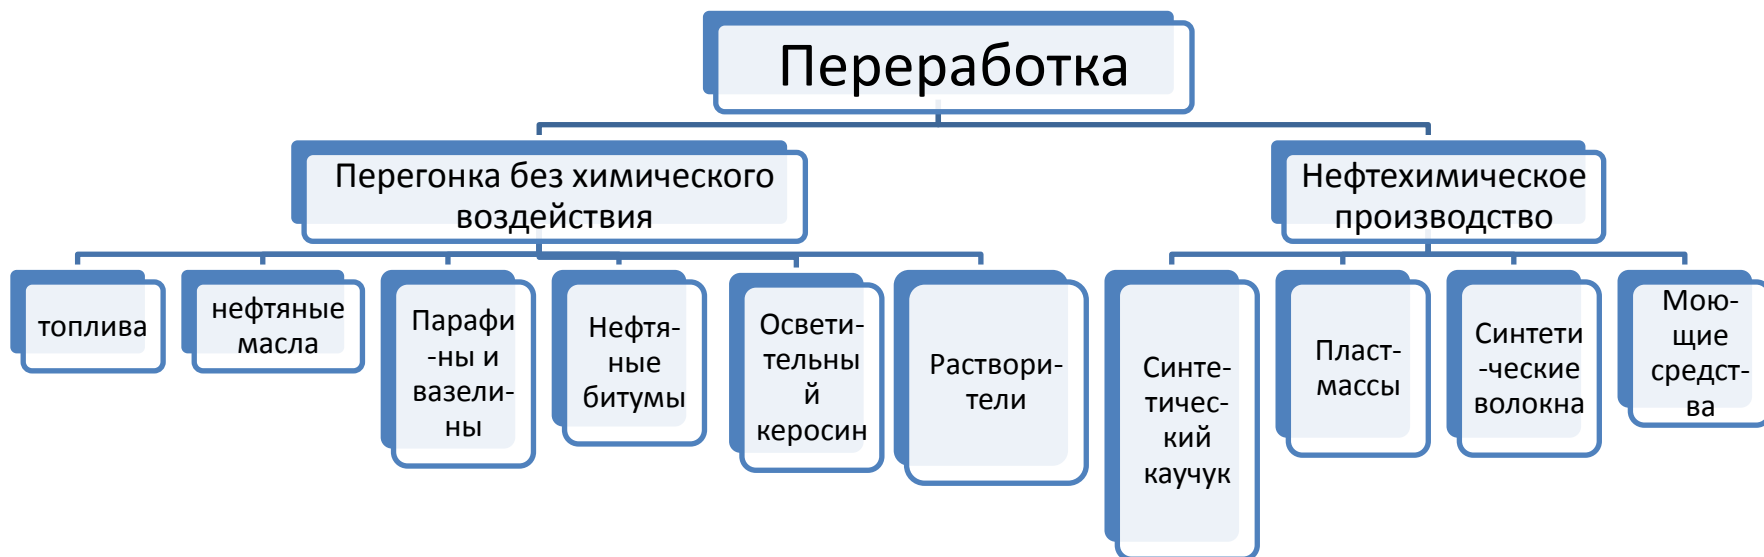 Переработка
Перегонка без химического
воздействия
Нефтехимическое
производство
топлива
нефтяные
масла
Парафи
-ны и
вазели-
ны
Нефтя-
ные
битумы
Освети-
тельны
й
керосин
Раствори-
тели
Синте-
тичес-
кий
каучук
Пласт-
массы
Синтети
-ческие
волокна
Мою-
щие
средст-
ва